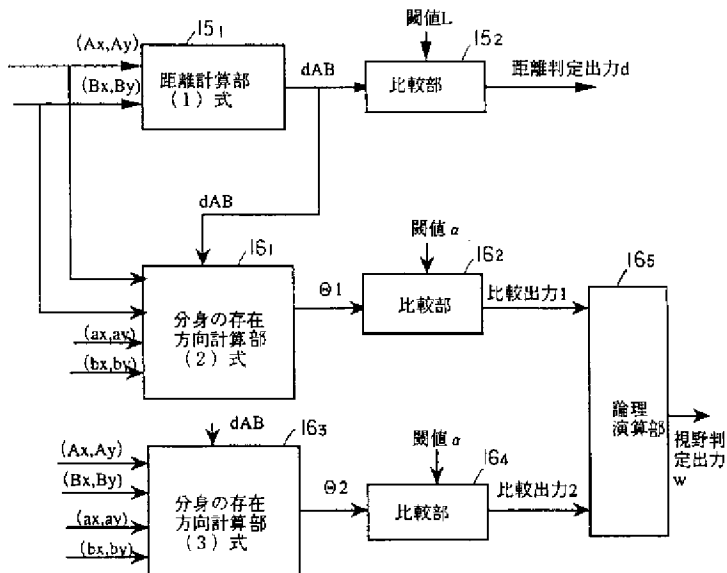 (Ax,Ay)
(Bx,By)
15₁
距離計算部
(1)式
dAB
閾値L
15₂
比較部
距離判定出力d
dAB
16₁
分身の存在
方向計算部
(2)式
(ax,ay)
(bx,by)
Θ1
閾値α
16₂
比較部
比較出力1
16₅
論理
演算部
視野判
定出力
w
dAB
16₃
(Ax,Ay)
(Bx,By)
(ax,ay)
(bx,by)
分身の存在
方向計算部
(3)式
Θ2
閾値α
16₄
比較部
比較出力2